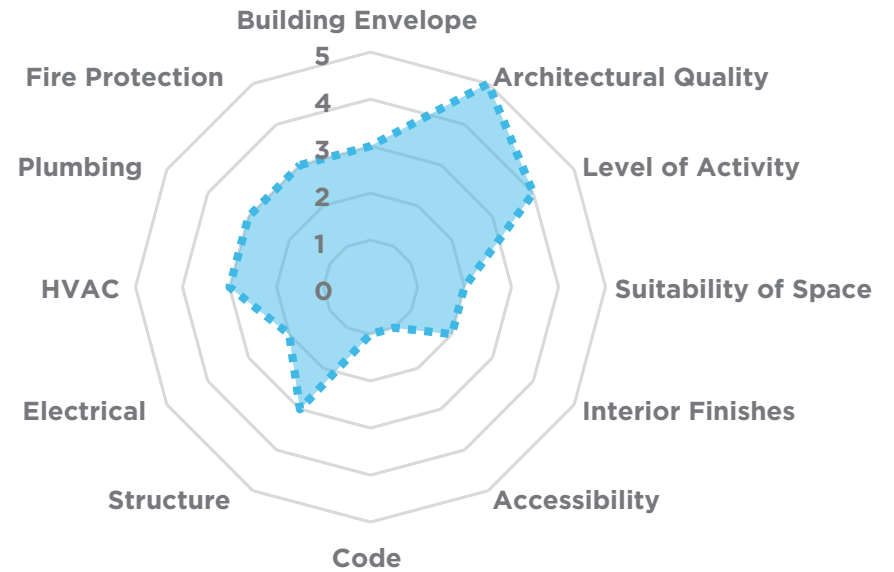 Building Envelope
5
Fire Protection
Architectural Quality
4
3
Plumbing
Level of Activity
2
1
HVAC
0
Suitability of Space
Electrical
Interior Finishes
Structure
Accessibility
Code